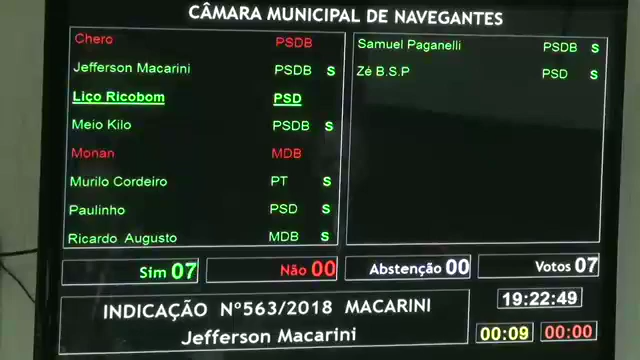 CÂMARA MUNICIPAL DE NAVEGANTES
Chero PSDB
Jefferson Macarini PSDB S
Liço Ricobom PSD
Meio Kilo PSDB S
Monan MDB
Murilo Cordeiro PT S
Paulinho PSD S
Ricardo Augusto MDB S
Samuel Paganelli PSDB S
Zé B.S.P PSD S
Sim 07 Não 00 Abstenção 00 Votos 07
INDICAÇÃO Nº563/2018 MACARINI
Jefferson Macarini
19:22:49
00:09 00:00